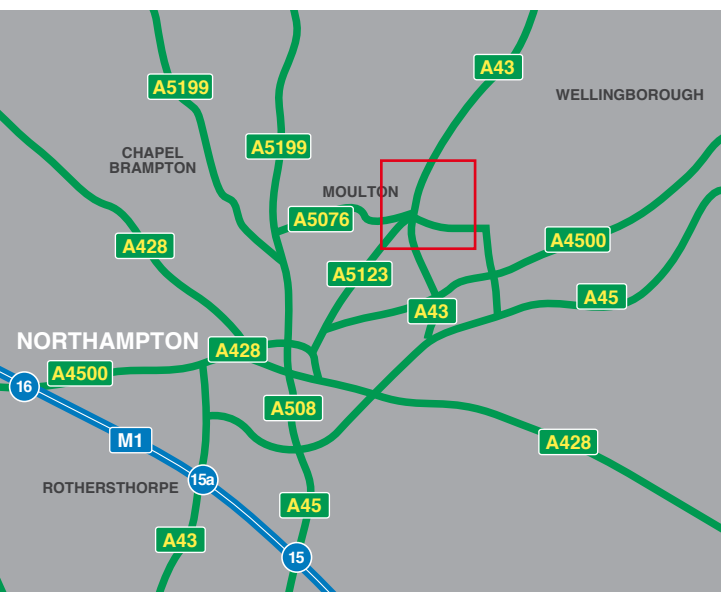 A43
A5199
WELLINGBOROUGH
A5199
CHAPEL
BRAMPTON
MOULTON
A5076
A428
A4500
A5123
A45
A43
NORTHAMPTON
A428
A4500
16
A508
M1
A428
15a
ROTHERSTHORPE
A45
A43
15